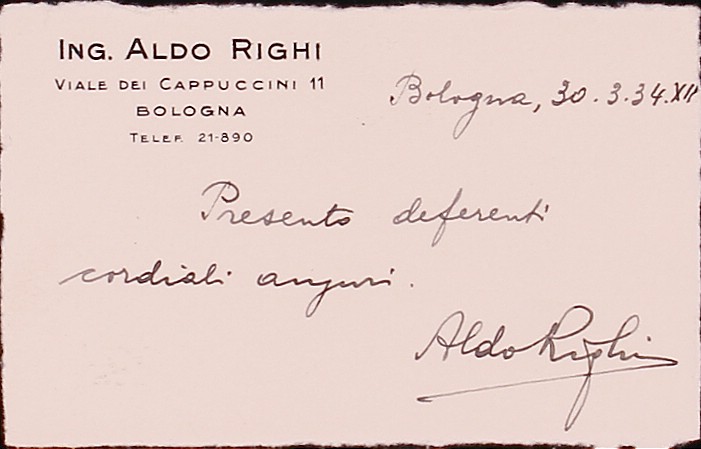 ING. ALDO RIGHI
VIALE DEI CAPPUCCINI 11
BOLOGNA
TELEF. 21-890
Bologna, 30.3.34.XII
Presento deferenti
cordiali auguri.
Aldo Righi